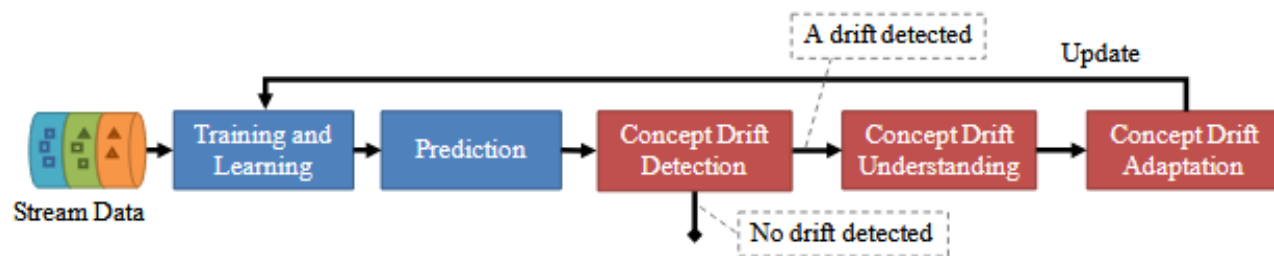 A drift detected
Update
Training and
Learning
Prediction
Concept Drift
Detection
Concept Drift
Understanding
Concept Drift
Adaptation
Stream Data
No drift detected